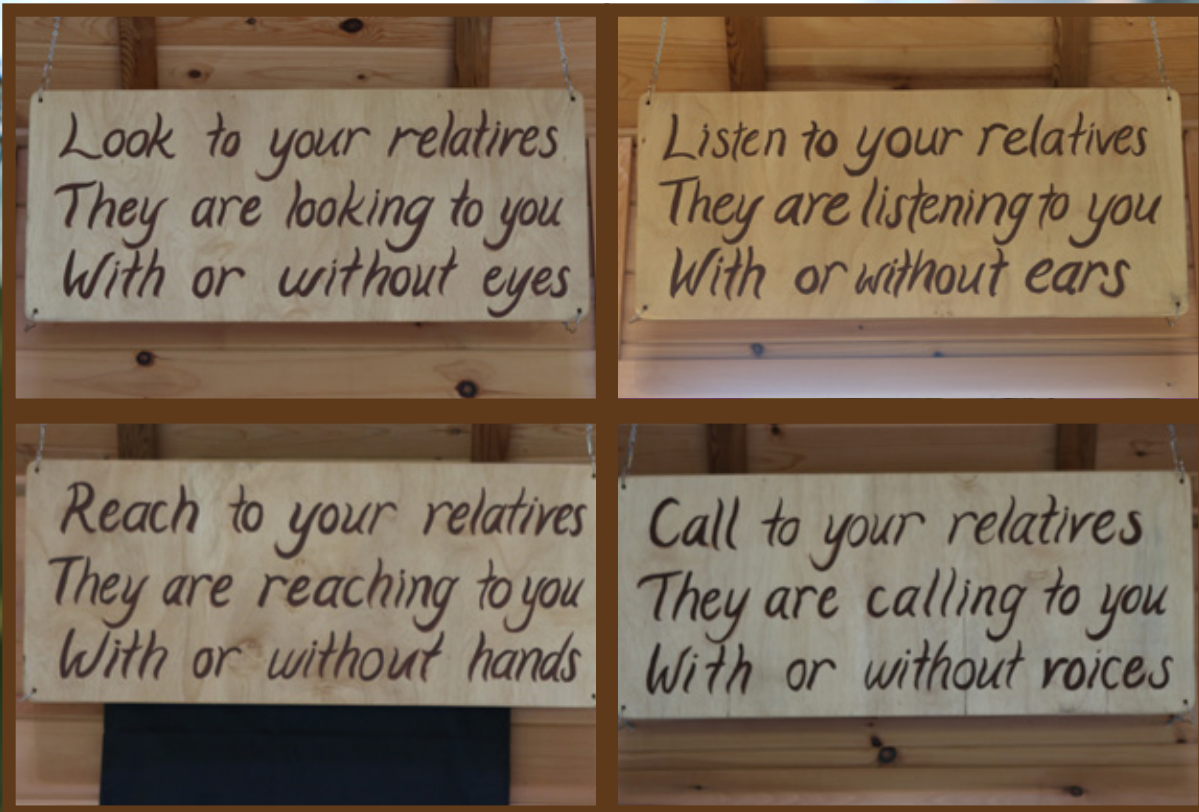 Look to your relatives
They are looking to you
With or without eyes
Listen to your relatives
They are listening to you
With or without ears
Reach to your relatives
They are reaching to you
With or without hands
Call to your relatives
They are calling to you
With or without voices